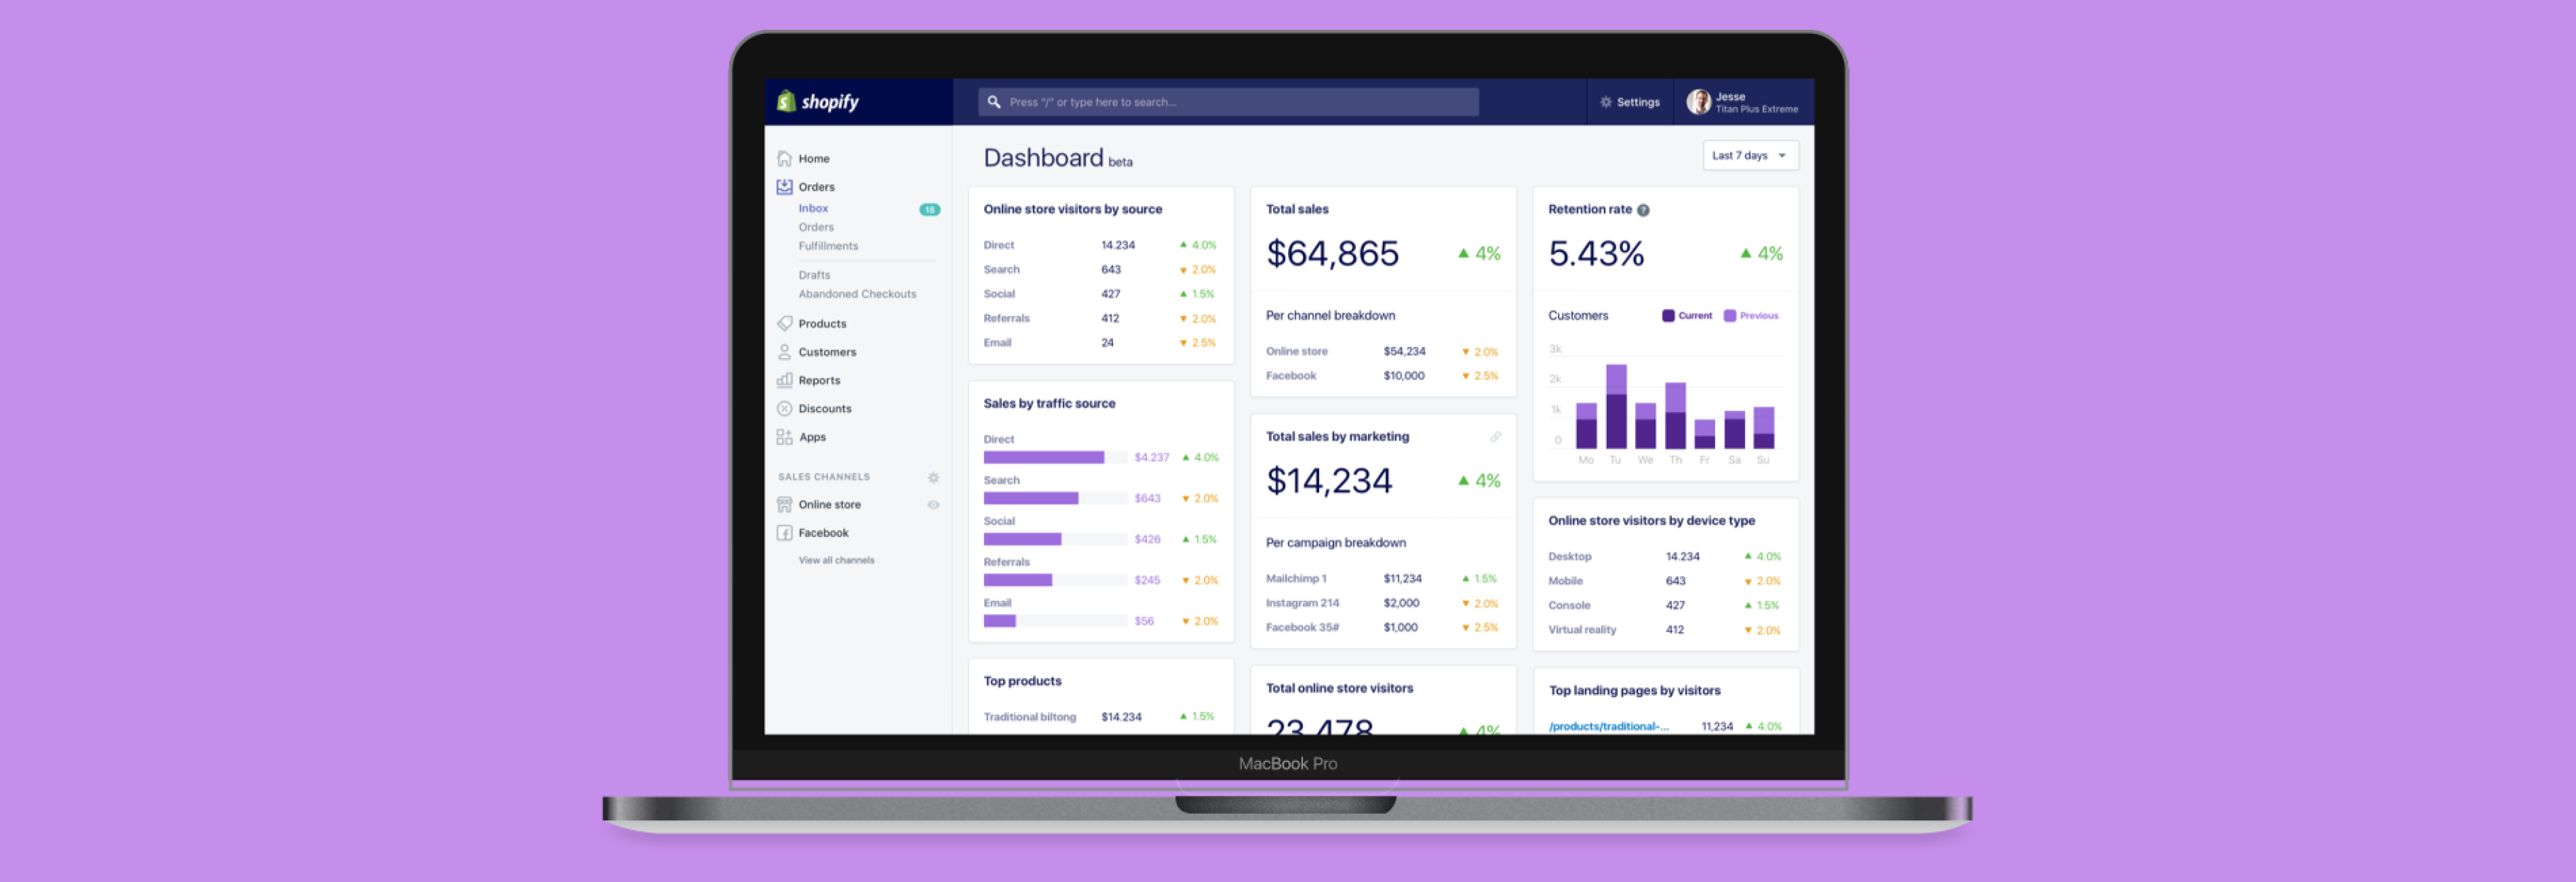 shopify
Press "/" or type here to search...
Settings
Jesse
Titan Plus Extreme
Home
Orders
Inbox 18
Orders
Fulfillments
Drafts
Abandoned Checkouts
Products
Customers
Reports
Discounts
Apps
SALES CHANNELS
Online store
Facebook
View all channels
Dashboard beta
Last 7 days
Online store visitors by source
Direct 14.234 ▲ 4.0%
Search 643 ▼ 2.0%
Social 427 ▲ 1.5%
Referrals 412 ▼ 2.0%
Email 24 ▼ 2.5%
Sales by traffic source
Direct
$4.237 ▲ 4.0%
Search
$643 ▼ 2.0%
Social
$426 ▲ 1.5%
Referrals
$245 ▼ 2.0%
Email
$56 ▼ 2.0%
Top products
Traditional biltong $14.234 ▲ 1.5%
Total sales
$64,865 ▲ 4%
Per channel breakdown
Online store $54,234 ▼ 2.0%
Facebook $10,000 ▼ 2.5%
Total sales by marketing
$14,234 ▲ 4%
Per campaign breakdown
Mailchimp 1 $11,234 ▲ 1.5%
Instagram 214 $2,000 ▼ 2.0%
Facebook 35# $1,000 ▼ 2.5%
Total online store visitors
23,478 ▲ 4%
Retention rate ?
5.43% ▲ 4%
Customers Current Previous
3k
2k
1k
0
Mo Tu We Th Fr Sa Su
Online store visitors by device type
Desktop 14.234 ▲ 4.0%
Mobile 643 ▼ 2.0%
Console 427 ▲ 1.5%
Virtual reality 412 ▼ 2.0%
Top landing pages by visitors
/products/traditional-... 11,234 ▲ 4.0%
MacBook Pro